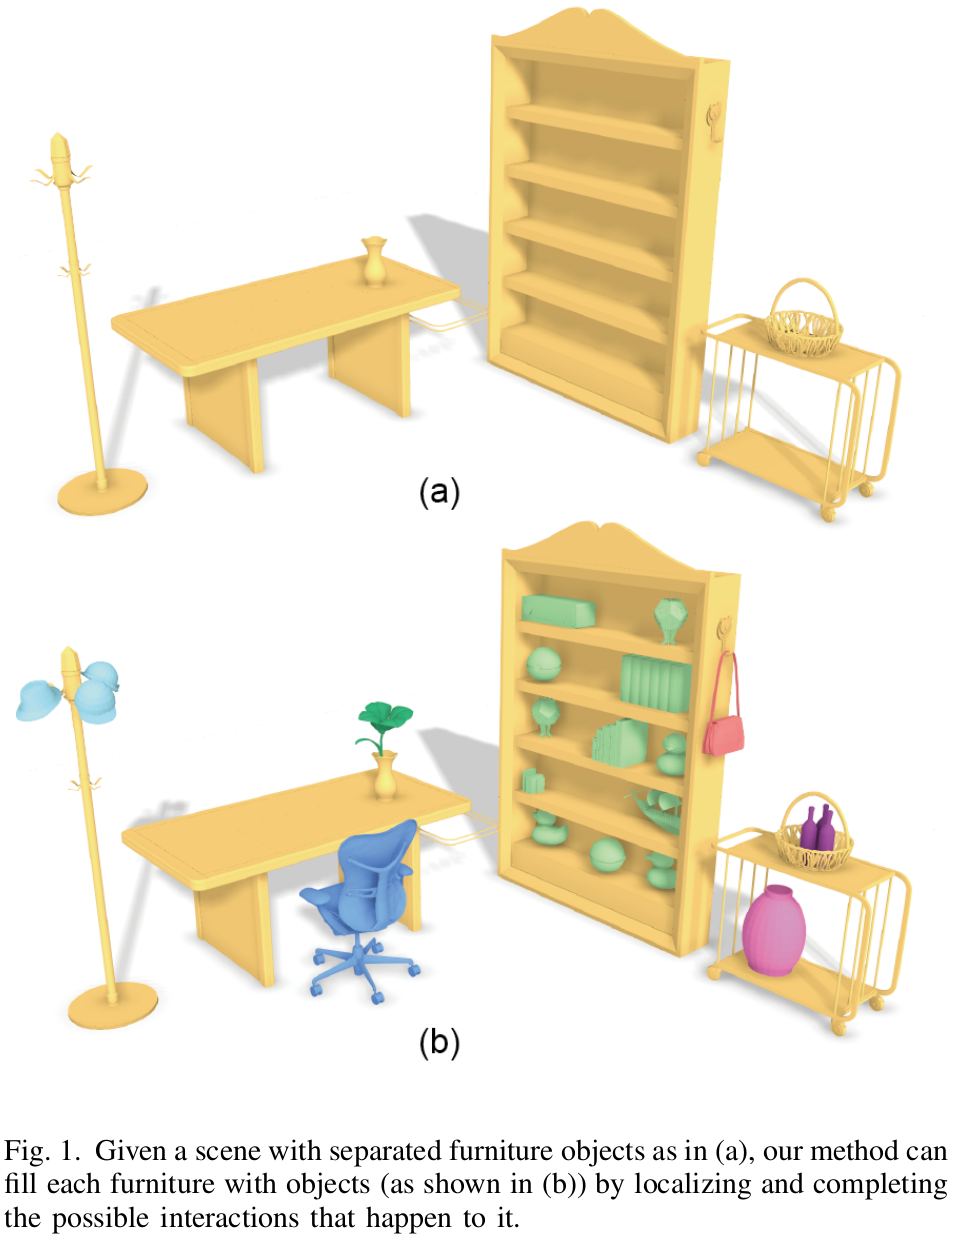 (a)
(b)
Fig. 1. Given a scene with separated furniture objects as in (a), our method can
fill each furniture with objects (as shown in (b)) by localizing and completing
the possible interactions that happen to it.